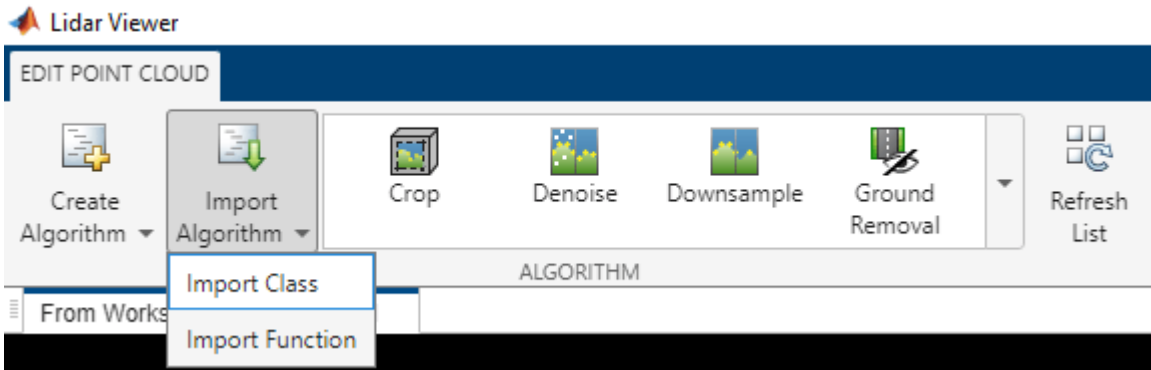 Lidar Viewer
EDIT POINT CLOUD
Create
Algorithm
Import
Algorithm
Crop
Denoise
Downsample
Ground
Removal
Refresh
List
ALGORITHM
Import Class
From Works
Import Function